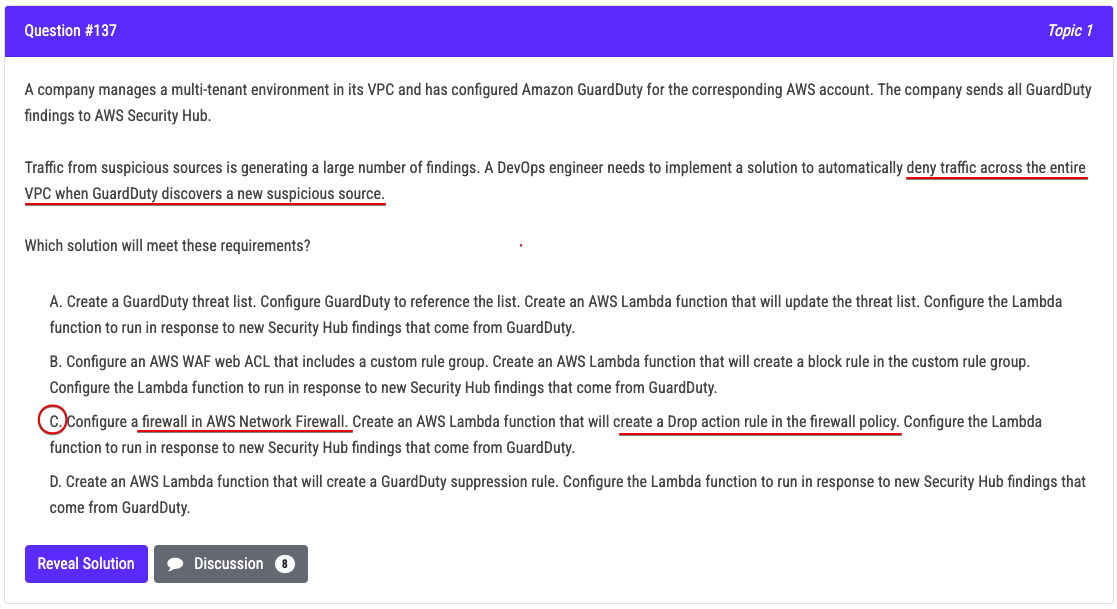 Question #137
Topic 1
A company manages a multi-tenant environment in its VPC and has configured Amazon GuardDuty for the corresponding AWS account. The company sends all GuardDuty
findings to AWS Security Hub.
Traffic from suspicious sources is generating a large number of findings. A DevOps engineer needs to implement a solution to automatically deny traffic across the entire
VPC when GuardDuty discovers a new suspicious source.
Which solution will meet these requirements?
A. Create a GuardDuty threat list. Configure GuardDuty to reference the list. Create an AWS Lambda function that will update the threat list. Configure the Lambda
function to run in response to new Security Hub findings that come from GuardDuty.
B. Configure an AWS WAF web ACL that includes a custom rule group. Create an AWS Lambda function that will create a block rule in the custom rule group.
Configure the Lambda function to run in response to new Security Hub findings that come from GuardDuty.
C. Configure a firewall in AWS Network Firewall. Create an AWS Lambda function that will create a Drop action rule in the firewall policy. Configure the Lambda
function to run in response to new Security Hub findings that come from GuardDuty.
D. Create an AWS Lambda function that will create a GuardDuty suppression rule. Configure the Lambda function to run in response to new Security Hub findings that
come from GuardDuty.
Reveal Solution
Discussion 8